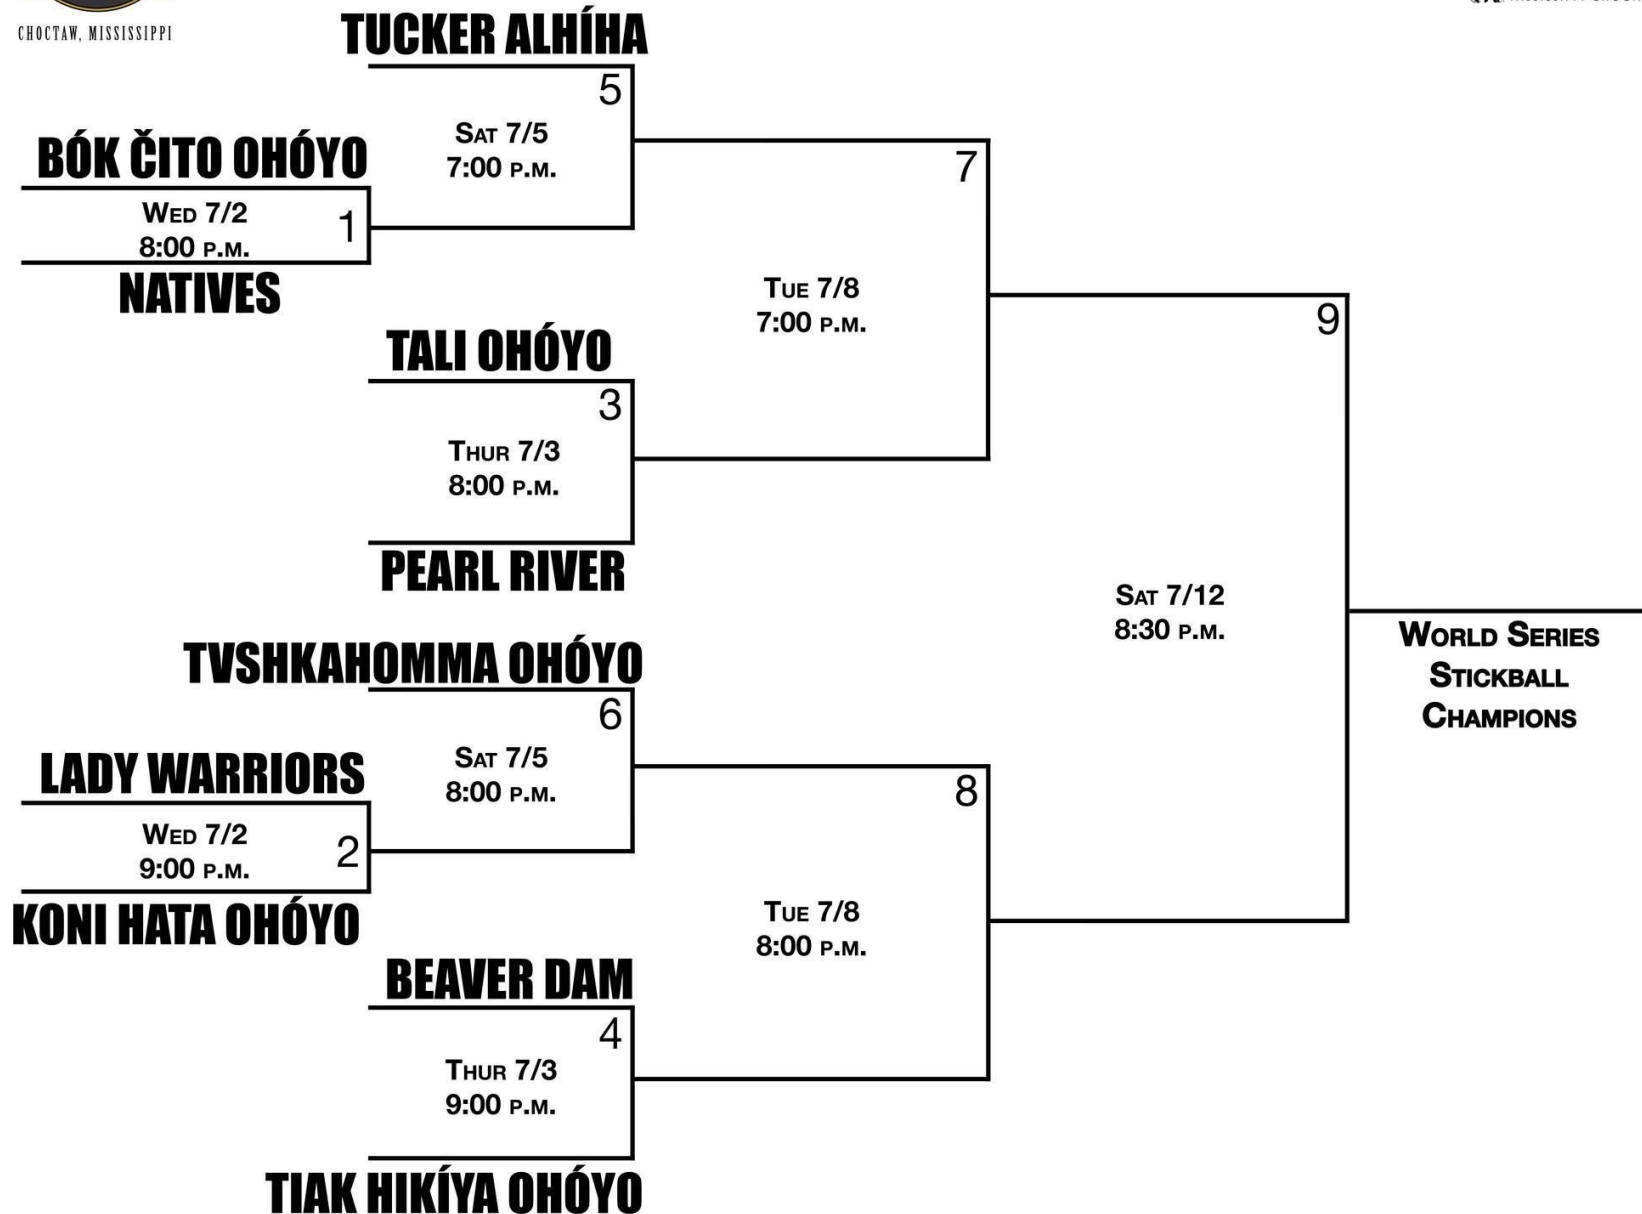 CHOCTAW, MISSISSIPPI
TUCKER ALHÍHA
5
SAT 7/5
7:00 P.M.
BÓK ČITO OHÓYO
WED 7/2
8:00 P.M.
1
NATIVES
7
TUE 7/8
7:00 P.M.
TALI OHÓYO
3
THUR 7/3
8:00 P.M.
PEARL RIVER
9
SAT 7/12
8:30 P.M.
WORLD SERIES
STICKBALL
CHAMPIONS
TVSHKAHOMMA OHÓYO
6
SAT 7/5
8:00 P.M.
LADY WARRIORS
WED 7/2
9:00 P.M.
2
KONI HATA OHÓYO
8
TUE 7/8
8:00 P.M.
BEAVER DAM
4
THUR 7/3
9:00 P.M.
TIAK HIKÍYA OHÓYO